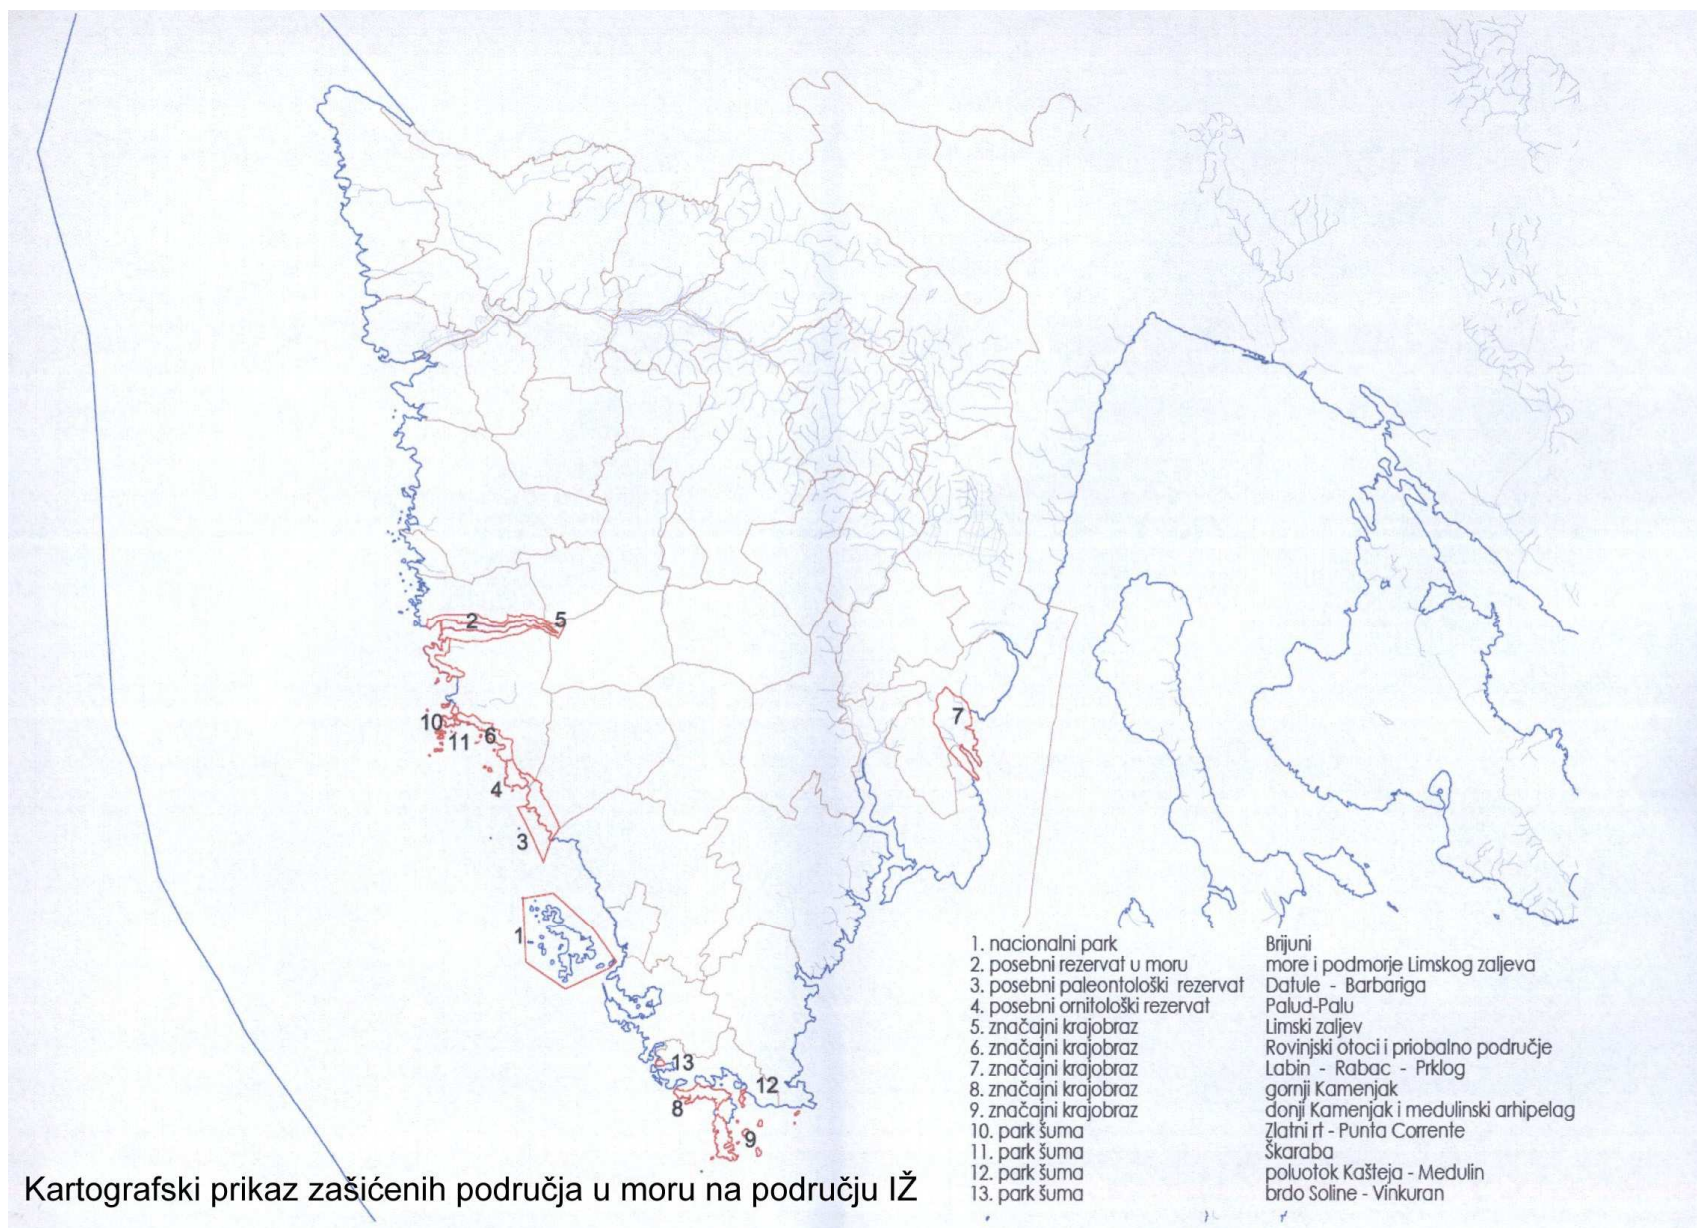 2
5
10
11
6
7
4
3
1
13
12
8
9
1. nacionalni park Brijuni
2. posebni rezervat u moru more i podmorje Limskog zaljeva
3. posebni paleontološki rezervat Datule - Barbariga
4. posebni ornitološki rezervat Palud-Palu
5. značajni krajobraz Limski zaljev
6. značajni krajobraz Rovinjski otoci i priobalno područje
7. značajni krajobraz Labin - Rabac - Prklog
8. značajni krajobraz gornji Kamenjak
9. značajni krajobraz donji Kamenjak i medulinski arhipelag
10. park šuma Zlatni rt - Punta Corrente
11. park šuma Škaraba
12. park šuma poluotok Kašteja - Medulin
13. park šuma brdo Soline - Vinkuran
Kartografski prikaz zašićenih područja u moru na području IŽ